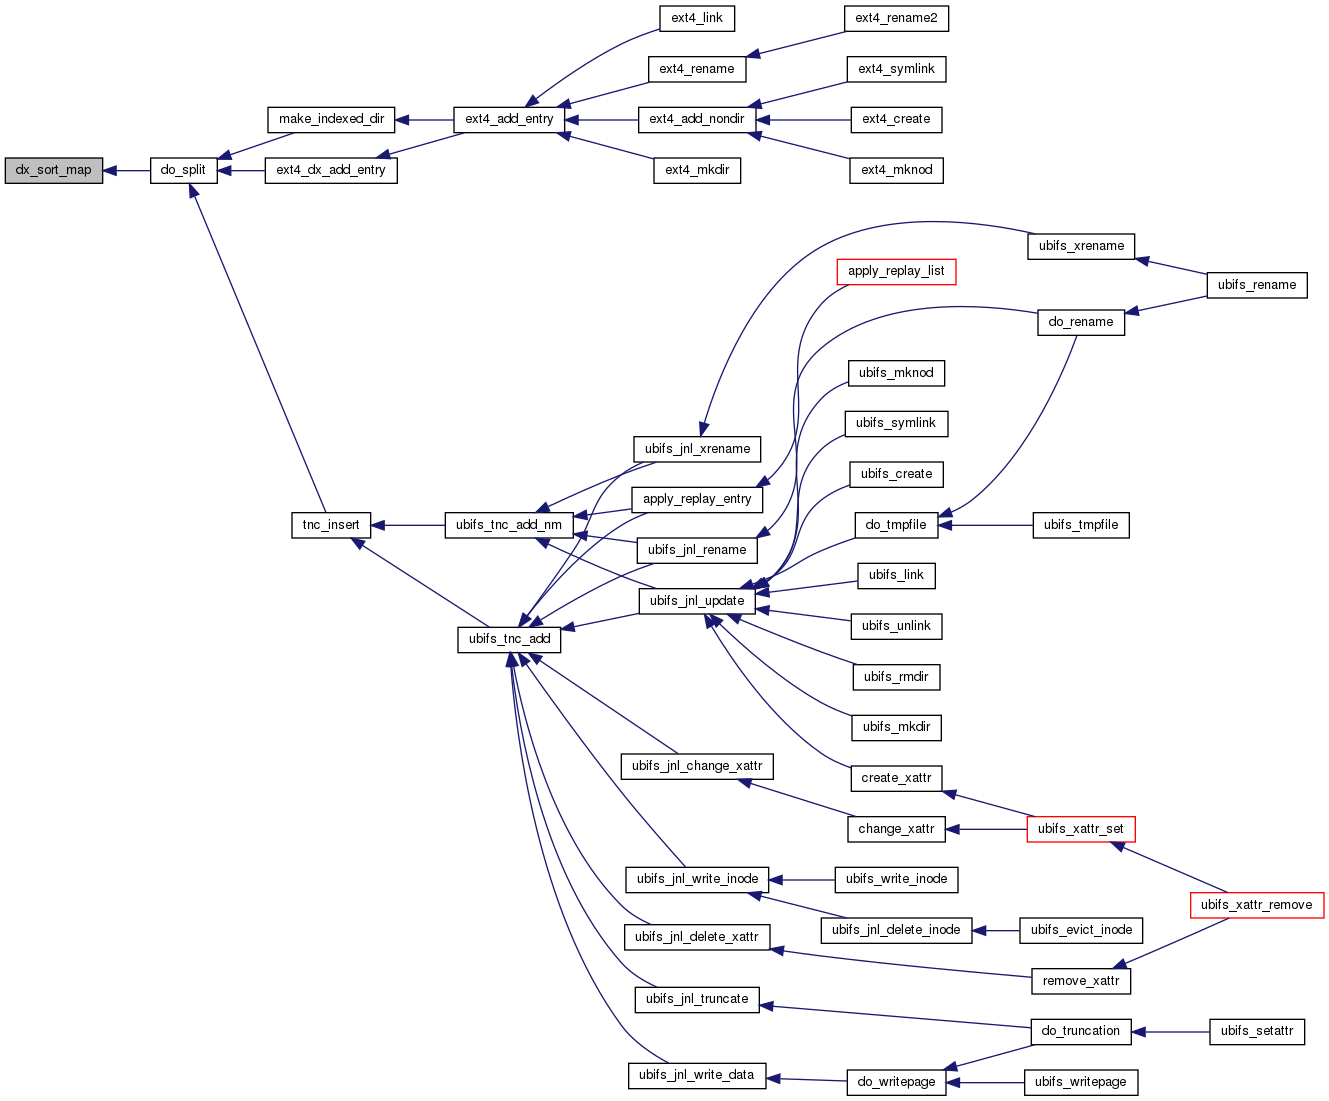 ext4_link
ext4_rename2
ext4_rename
ext4_symlink
make_indexed_dir
ext4_add_entry
ext4_add_nondir
ext4_create
dx_sort_map
do_split
ext4_dx_add_entry
ext4_mkdir
ext4_mknod
ubifs_xrename
apply_replay_list
ubifs_rename
do_rename
ubifs_mknod
ubifs_symlink
ubifs_jnl_xrename
ubifs_create
apply_replay_entry
tnc_insert
ubifs_tnc_add_nm
do_tmpfile
ubifs_tmpfile
ubifs_jnl_rename
ubifs_link
ubifs_jnl_update
ubifs_unlink
ubifs_tnc_add
ubifs_rmdir
ubifs_mkdir
ubifs_jnl_change_xattr
create_xattr
change_xattr
ubifs_xattr_set
ubifs_jnl_write_inode
ubifs_write_inode
ubifs_xattr_remove
ubifs_jnl_delete_xattr
ubifs_jnl_delete_inode
ubifs_evict_inode
remove_xattr
ubifs_jnl_truncate
do_truncation
ubifs_setattr
ubifs_jnl_write_data
do_writepage
ubifs_writepage